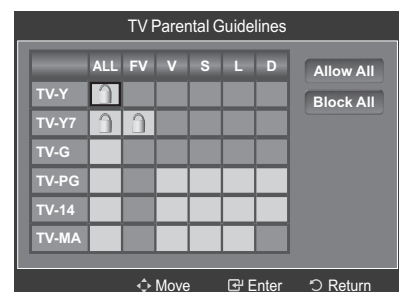 TV Parental Guidelines
ALL FV V S L D
Allow All
TV-Y
Block All
TV-Y7
TV-G
TV-PG
TV-14
TV-MA
Move Enter Return